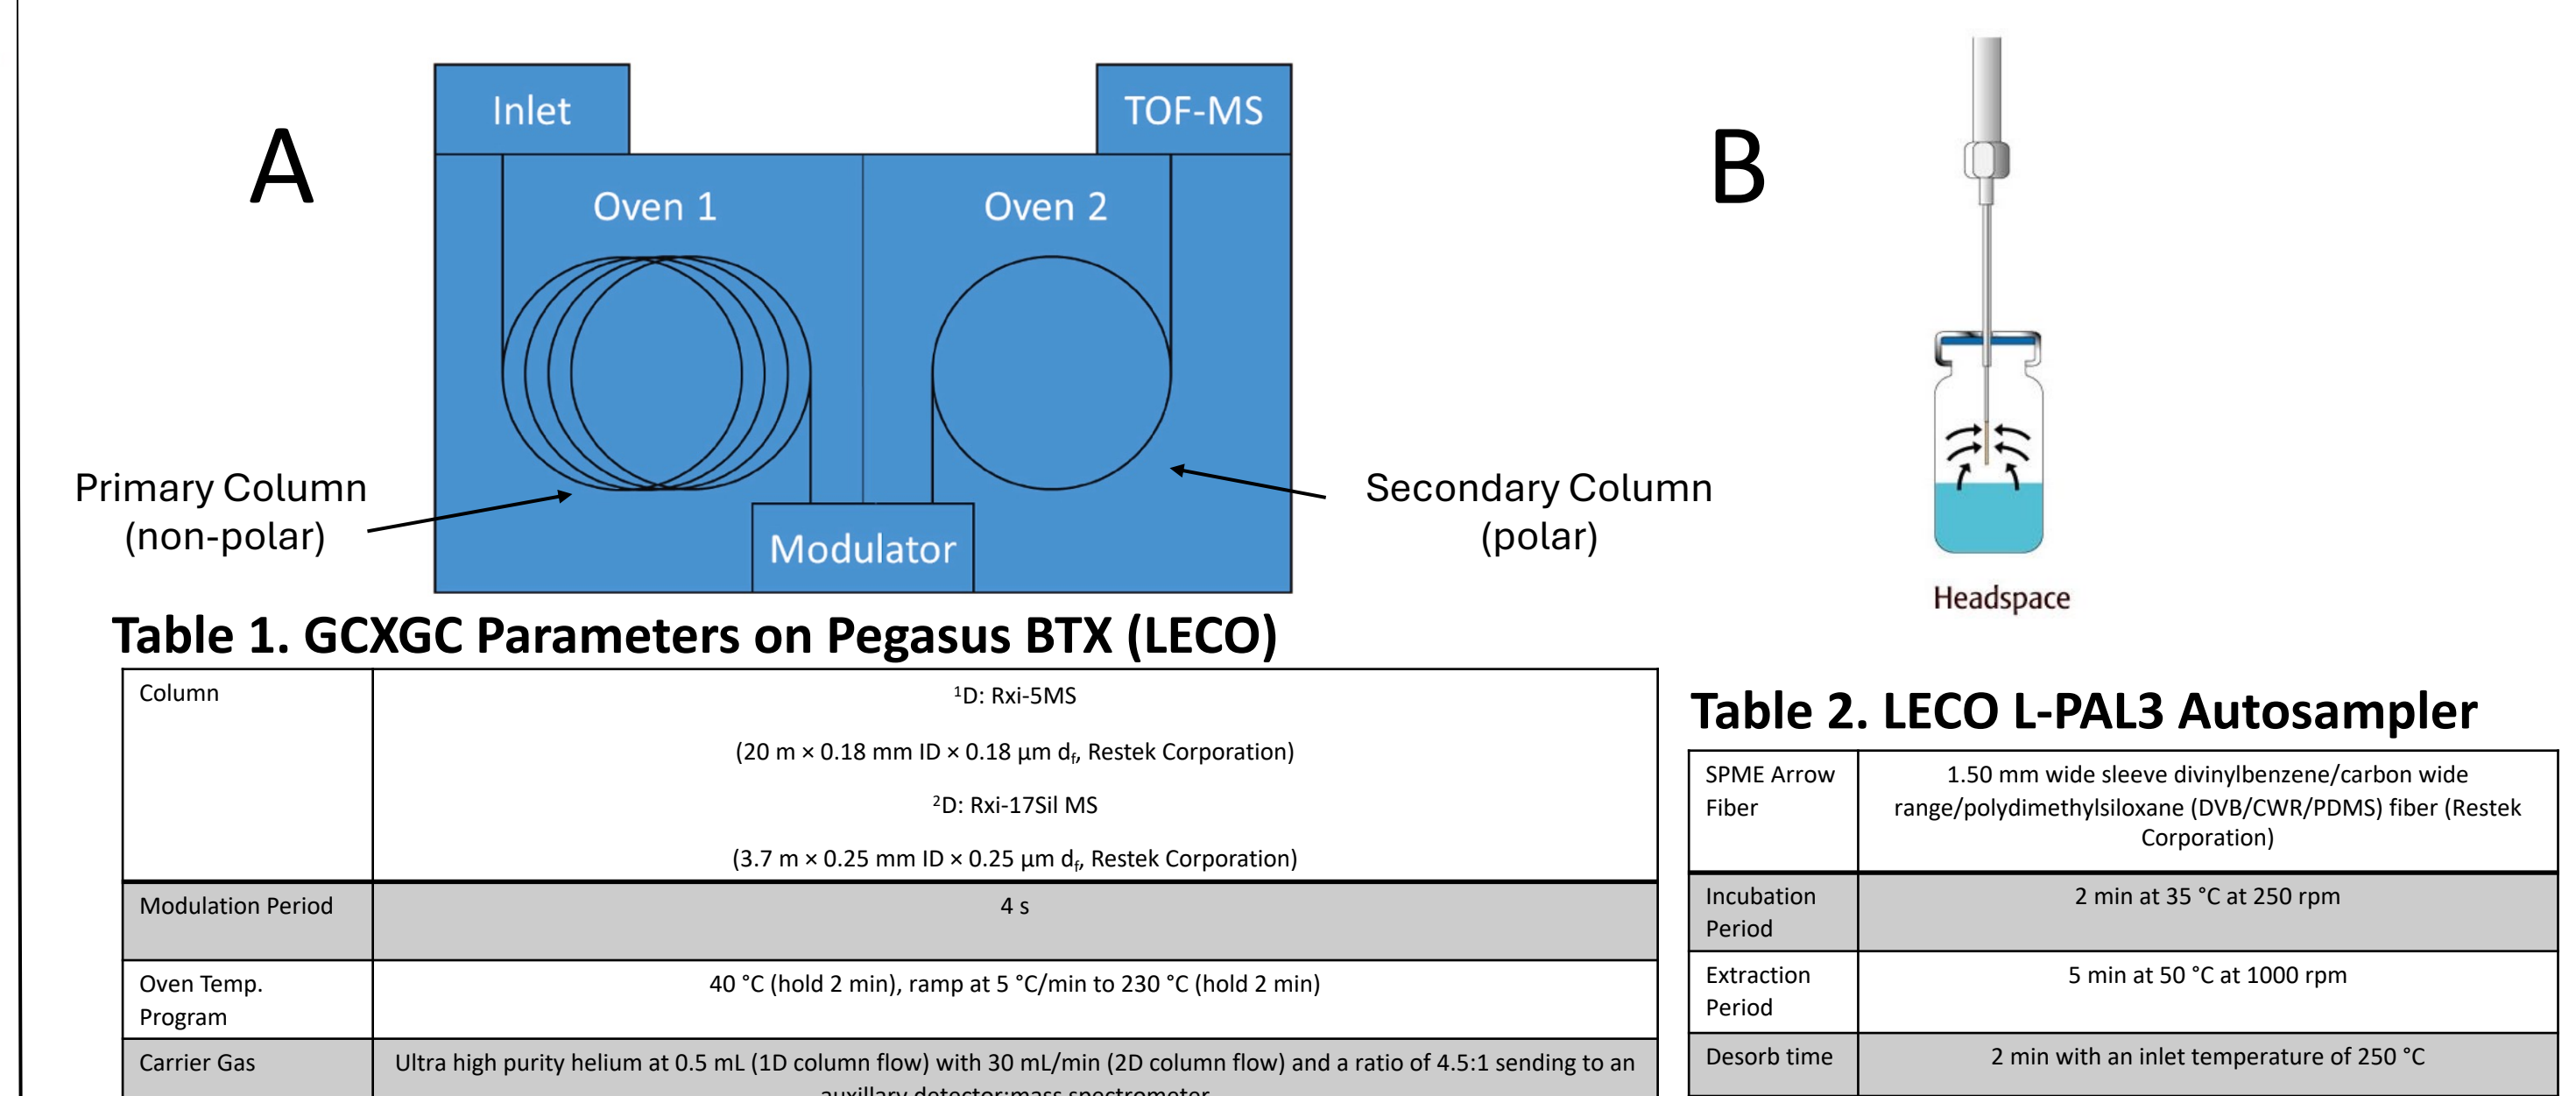 A
Inlet
TOF-MS
Oven 1
Oven 2
Primary Column
(non-polar)
Secondary Column
(polar)
Modulator
B
Headspace
Table 1. GCXGC Parameters on Pegasus BTX (LECO)
Column
¹D: Rxi-5MS
(20 m × 0.18 mm ID × 0.18 µm df, Restek Corporation)
²D: Rxi-17Sil MS
(3.7 m × 0.25 mm ID × 0.25 µm df, Restek Corporation)
Modulation Period
4 s
Oven Temp.
Program
40 °C (hold 2 min), ramp at 5 °C/min to 230 °C (hold 2 min)
Carrier Gas
Ultra high purity helium at 0.5 mL (1D column flow) with 30 mL/min (2D column flow) and a ratio of 4.5:1 sending to an
auxillary detector:mass spectrometer
Table 2. LECO L-PAL3 Autosampler
SPME Arrow
Fiber
1.50 mm wide sleeve divinylbenzene/carbon wide
range/polydimethylsiloxane (DVB/CWR/PDMS) fiber (Restek
Corporation)
Incubation
Period
2 min at 35 °C at 250 rpm
Extraction
Period
5 min at 50 °C at 1000 rpm
Desorb time
2 min with an inlet temperature of 250 °C